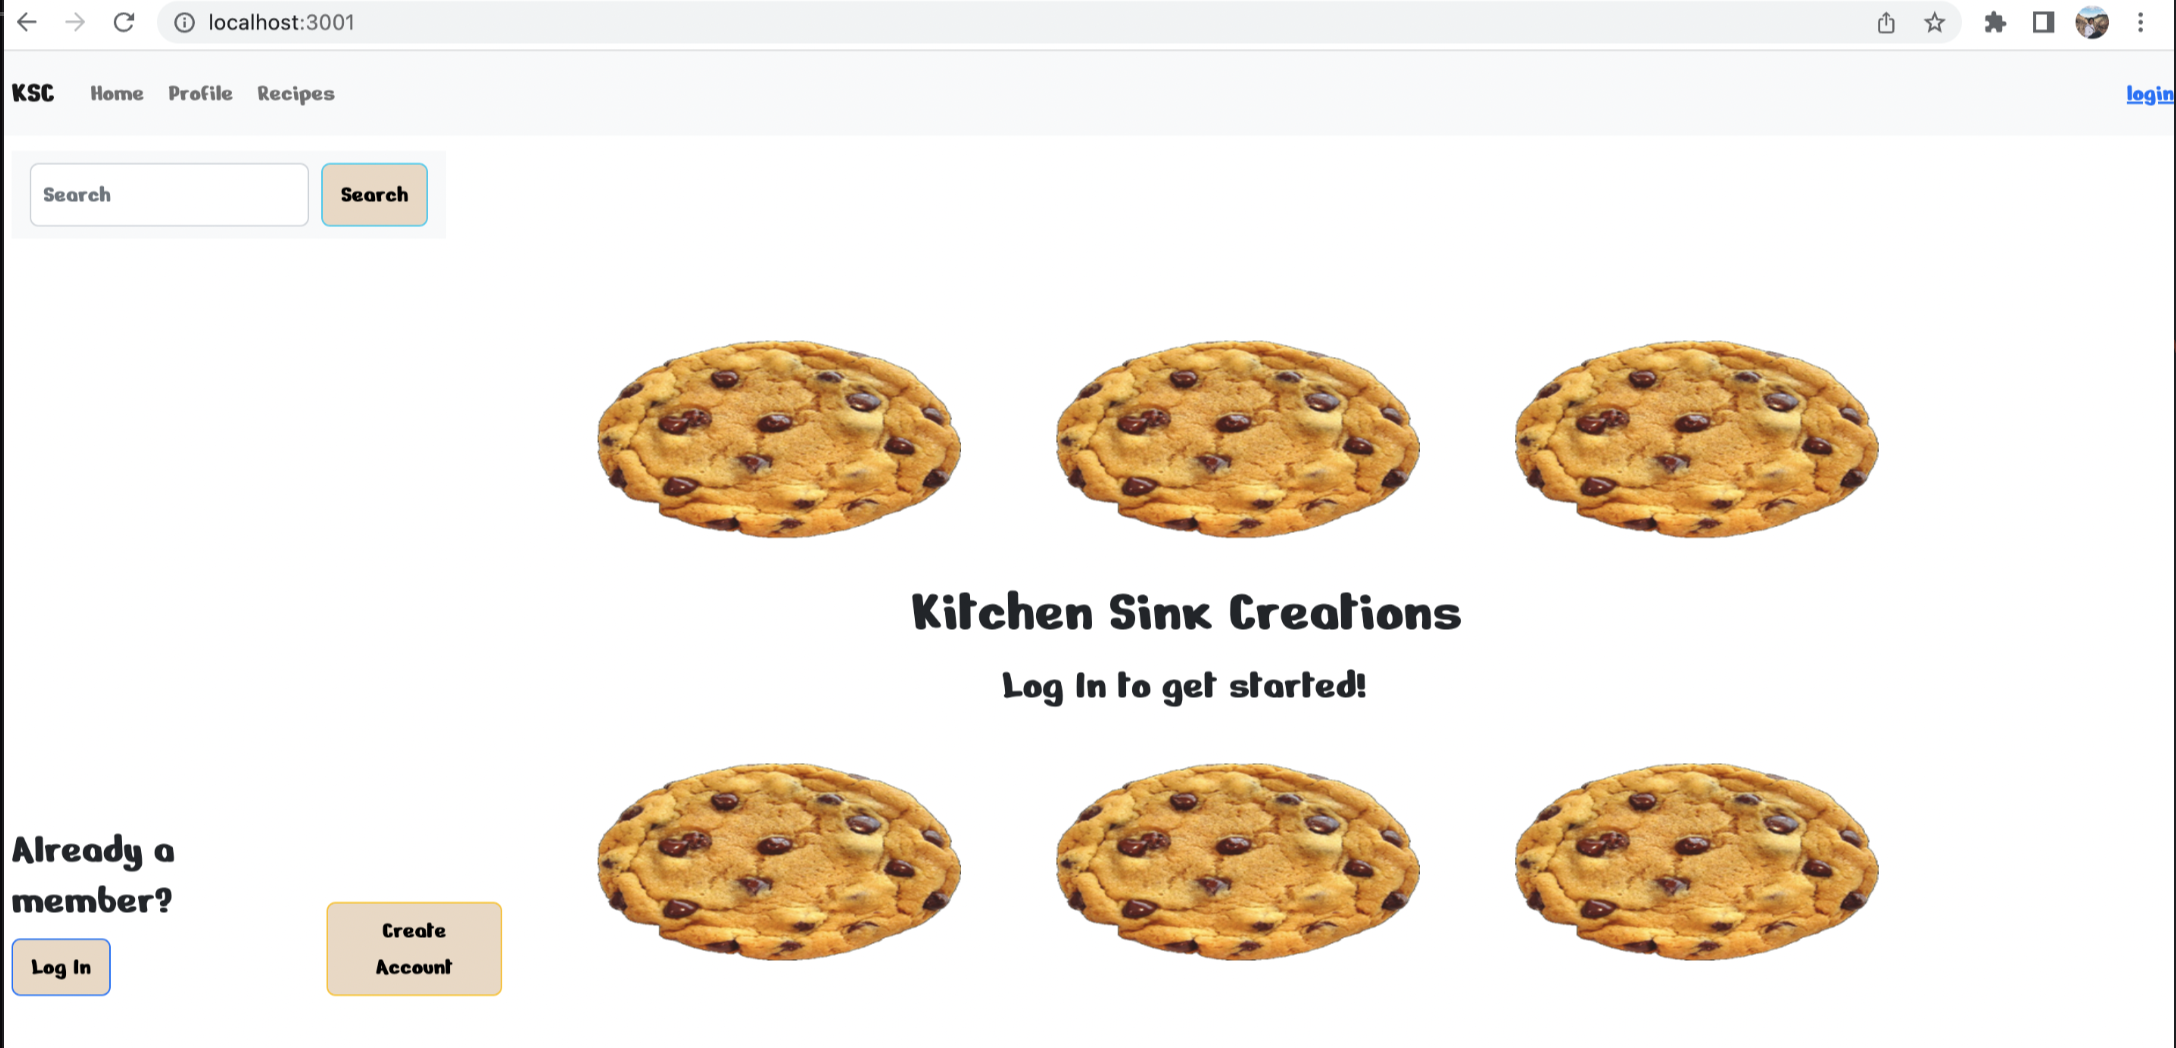 localhost:3001
KSC Home Profile Recipes login
Search Search
Kitchen Sink Creations
Log In to get started!
Already a
member?
Log In
Create
Account